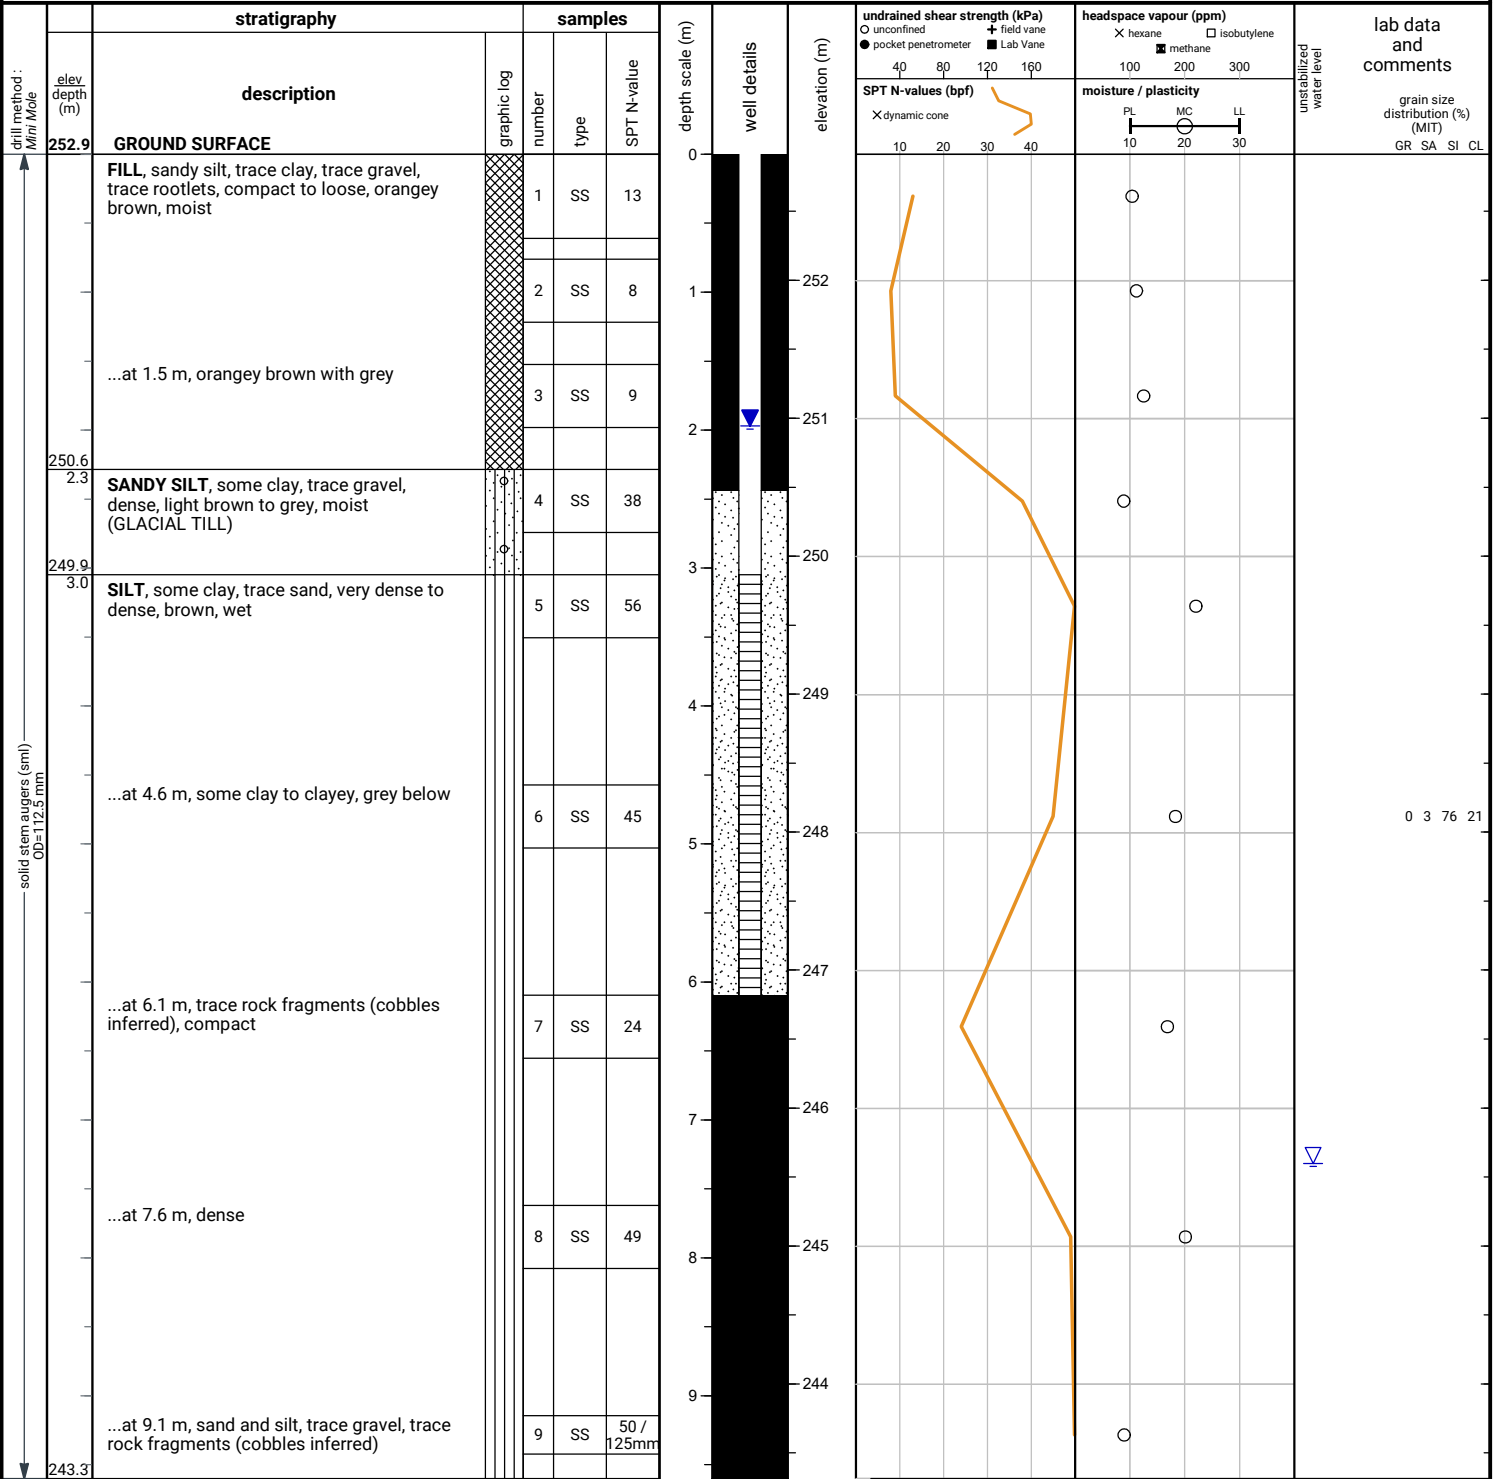 stratigraphy
samples
drill method :
Mini Mole
elev
depth
(m)
description
graphic log
number
type
SPT N-value
depth scale (m)
well details
elevation (m)
undrained shear strength (kPa)
unconfined
field vane
pocket penetrometer
Lab Vane
40 80 120 160
SPT N-values (bpf)
dynamic cone
10 20 30 40
headspace vapour (ppm)
hexane
isobutylene
methane
100 200 300
moisture / plasticity
PL MC LL
10 20 30
unstabilized
water level
lab data
and
comments
grain size
distribution (%)
(MIT)
GR SA SI CL
252.9 GROUND SURFACE
FILL, sandy silt, trace clay, trace gravel,
trace rootlets, compact to loose, orangey
brown, moist
1 SS 13
2 SS 8
...at 1.5 m, orangey brown with grey
3 SS 9
250.6
2.3
SANDY SILT, some clay, trace gravel,
dense, light brown to grey, moist
(GLACIAL TILL)
4 SS 38
249.9
3.0
SILT, some clay, trace sand, very dense to
dense, brown, wet
5 SS 56
...at 4.6 m, some clay to clayey, grey below
6 SS 45
0 3 76 21
...at 6.1 m, trace rock fragments (cobbles
inferred), compact
7 SS 24
...at 7.6 m, dense
8 SS 49
...at 9.1 m, sand and silt, trace gravel, trace
rock fragments (cobbles inferred)
9 SS 50 /
125mm
243.3
solid stem augers (sml)
OD=112.5 mm
0
1
2
3
4
5
6
7
8
9
252
251
250
249
248
247
246
245
244